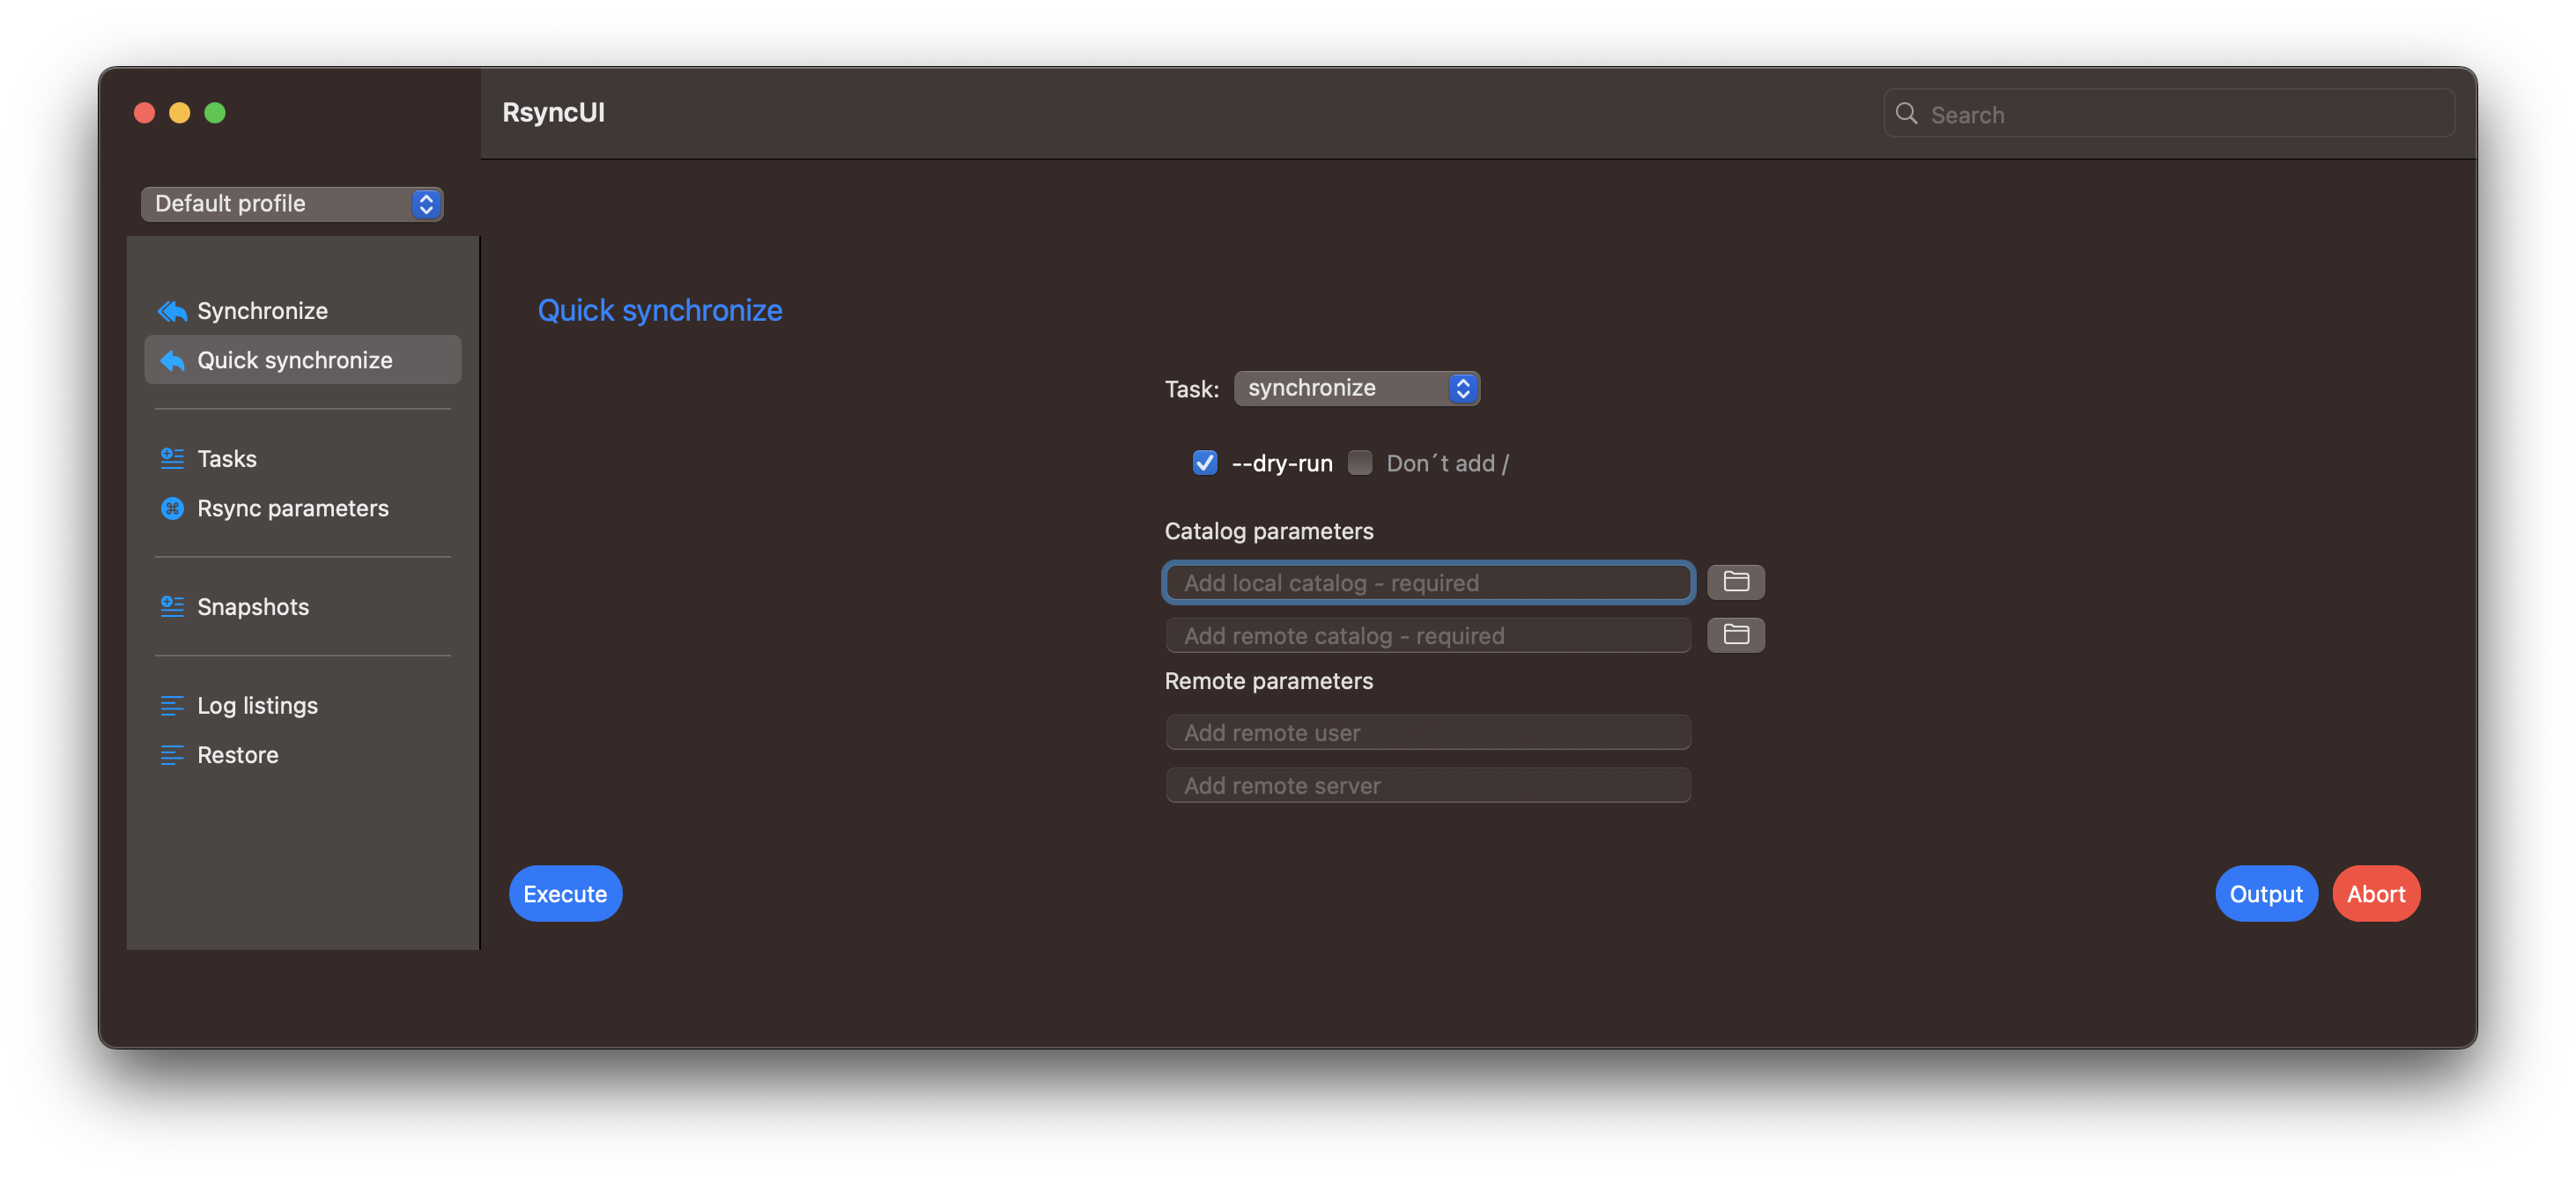 RsyncUI
Search
Default profile
Synchronize
Quick synchronize
Tasks
Rsync parameters
Snapshots
Log listings
Restore
Quick synchronize
Task: synchronize
--dry-run Don´t add /
Catalog parameters
Add local catalog - required
Add remote catalog - required
Remote parameters
Add remote user
Add remote server
Execute
Output
Abort